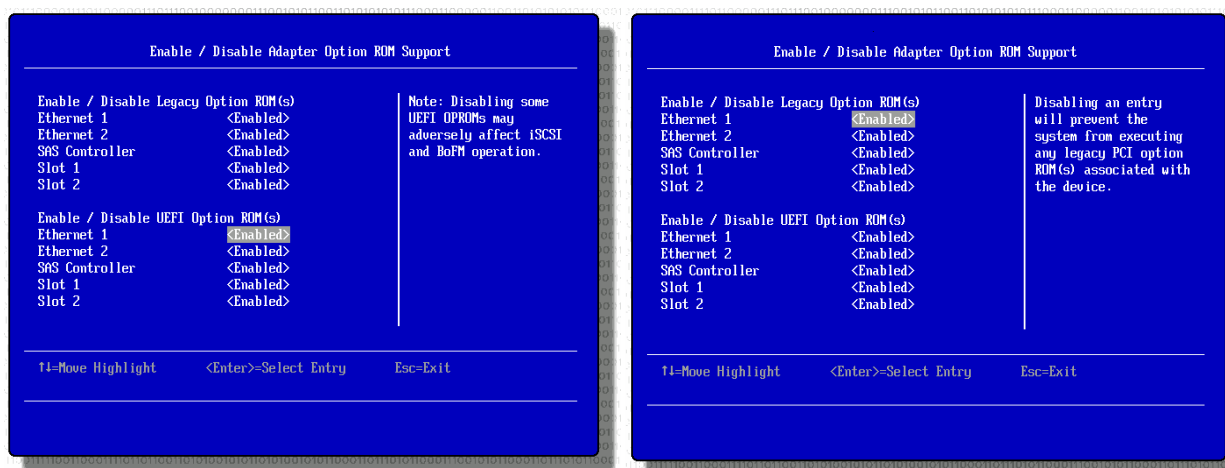 Enable / Disable Adapter Option ROM Support
Enable / Disable Legacy Option ROM(s)
Ethernet 1 <Enabled>
Ethernet 2 <Enabled>
SAS Controller <Enabled>
Slot 1 <Enabled>
Slot 2 <Enabled>
Enable / Disable UEFI Option ROM(s)
Ethernet 1 <Enabled>
Ethernet 2 <Enabled>
SAS Controller <Enabled>
Slot 1 <Enabled>
Slot 2 <Enabled>
Note: Disabling some
UEFI OPROMs may
adversely affect iSCSI
and BoFM operation.
↑↓=Move Highlight <Enter>=Select Entry Esc=Exit
Enable / Disable Adapter Option ROM Support
Enable / Disable Legacy Option ROM(s)
Ethernet 1 <Enabled>
Ethernet 2 <Enabled>
SAS Controller <Enabled>
Slot 1 <Enabled>
Slot 2 <Enabled>
Enable / Disable UEFI Option ROM(s)
Ethernet 1 <Enabled>
Ethernet 2 <Enabled>
SAS Controller <Enabled>
Slot 1 <Enabled>
Slot 2 <Enabled>
Disabling an entry
will prevent the
system from executing
any legacy PCI option
ROM(s) associated with
the device.
↑↓=Move Highlight <Enter>=Select Entry Esc=Exit